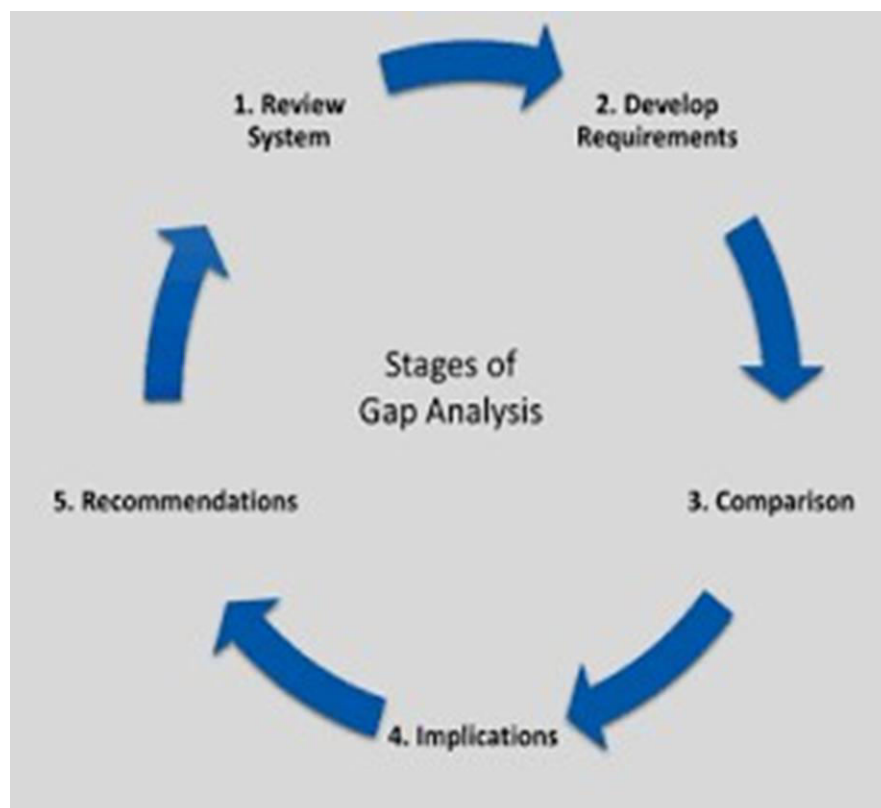 1. Review
System
2. Develop
Requirements
Stages of
Gap Analysis
5. Recommendations
3. Comparison
4. Implications